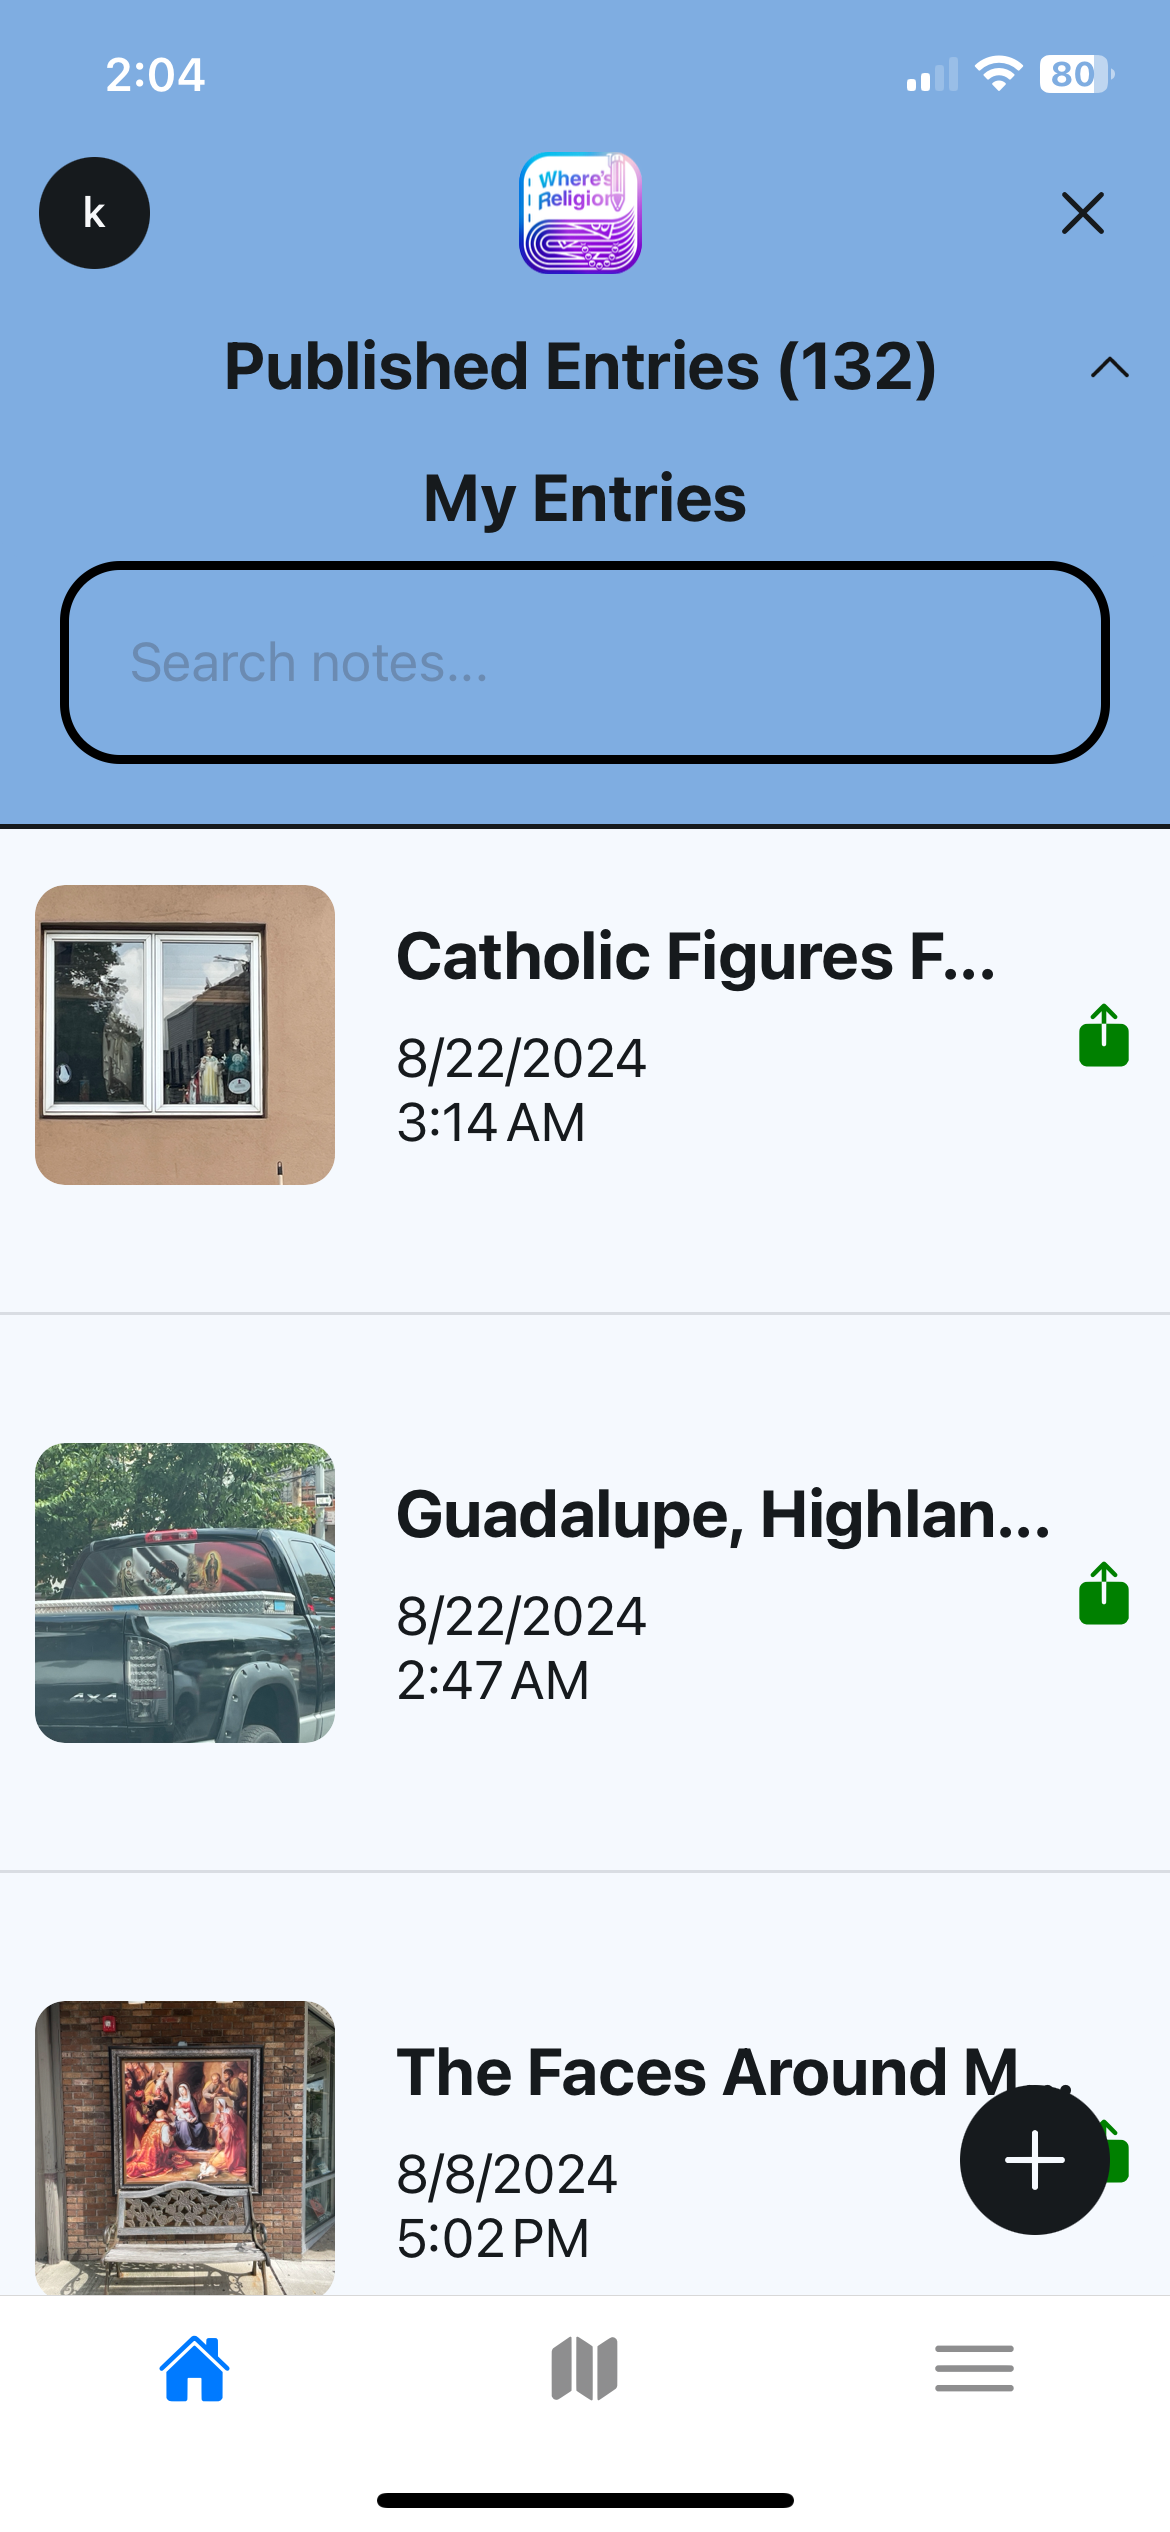 2:04
80
k
Where's
Religion
Published Entries (132)
My Entries
Search notes...
Catholic Figures F...
8/22/2024
3:14 AM
Guadalupe, Highlan...
8/22/2024
2:47 AM
4x4
The Faces Around M...
8/8/2024
5:02 PM